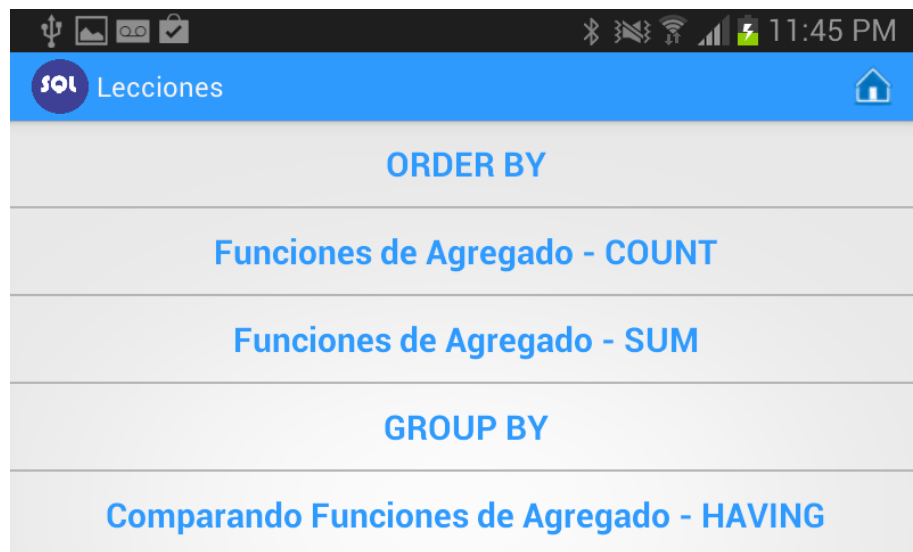 11:45 PM
SQL Lecciones
ORDER BY
Funciones de Agregado - COUNT
Funciones de Agregado - SUM
GROUP BY
Comparando Funciones de Agregado - HAVING